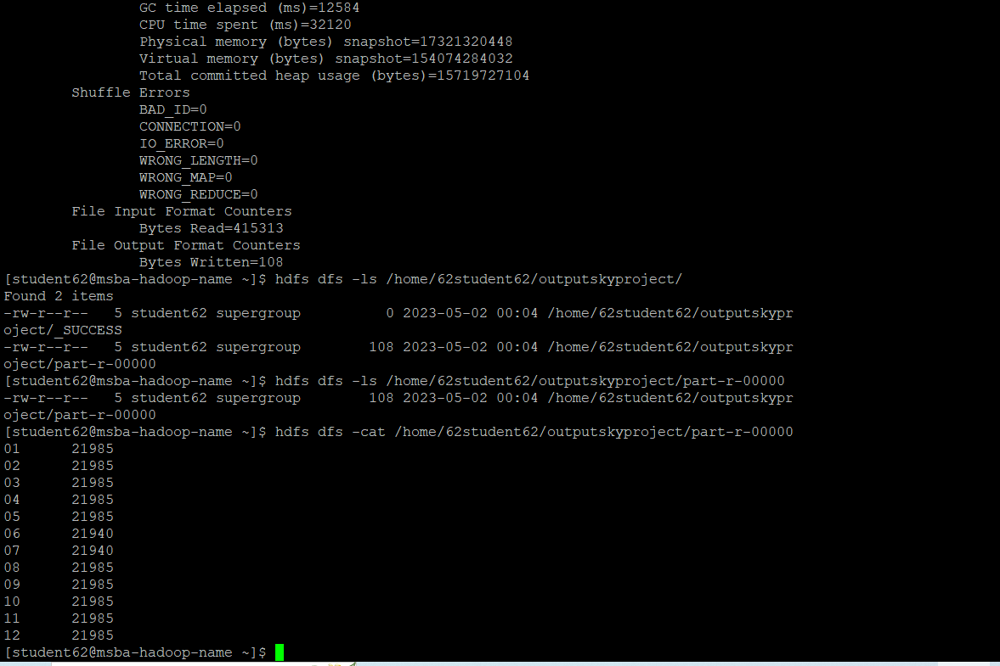 GC time elapsed (ms)=12584
CPU time spent (ms)=32120
Physical memory (bytes) snapshot=17321320448
Virtual memory (bytes) snapshot=154074284032
Total committed heap usage (bytes)=15719727104
Shuffle Errors
BAD_ID=0
CONNECTION=0
IO_ERROR=0
WRONG_LENGTH=0
WRONG_MAP=0
WRONG_REDUCE=0
File Input Format Counters
Bytes Read=415313
File Output Format Counters
Bytes Written=108
[student62@msba-hadoop-name ~]$ hdfs dfs -ls /home/62student62/outputskyproject/
Found 2 items
-rw-r--r--   5 student62 supergroup          0 2023-05-02 00:04 /home/62student62/outputskypr
oject/_SUCCESS
-rw-r--r--   5 student62 supergroup        108 2023-05-02 00:04 /home/62student62/outputskypr
oject/part-r-00000
[student62@msba-hadoop-name ~]$ hdfs dfs -ls /home/62student62/outputskyproject/part-r-00000
-rw-r--r--   5 student62 supergroup        108 2023-05-02 00:04 /home/62student62/outputskypr
oject/part-r-00000
[student62@msba-hadoop-name ~]$ hdfs dfs -cat /home/62student62/outputskyproject/part-r-00000
01      21985
02      21985
03      21985
04      21985
05      21985
06      21940
07      21940
08      21985
09      21985
10      21985
11      21985
12      21985
[student62@msba-hadoop-name ~]$